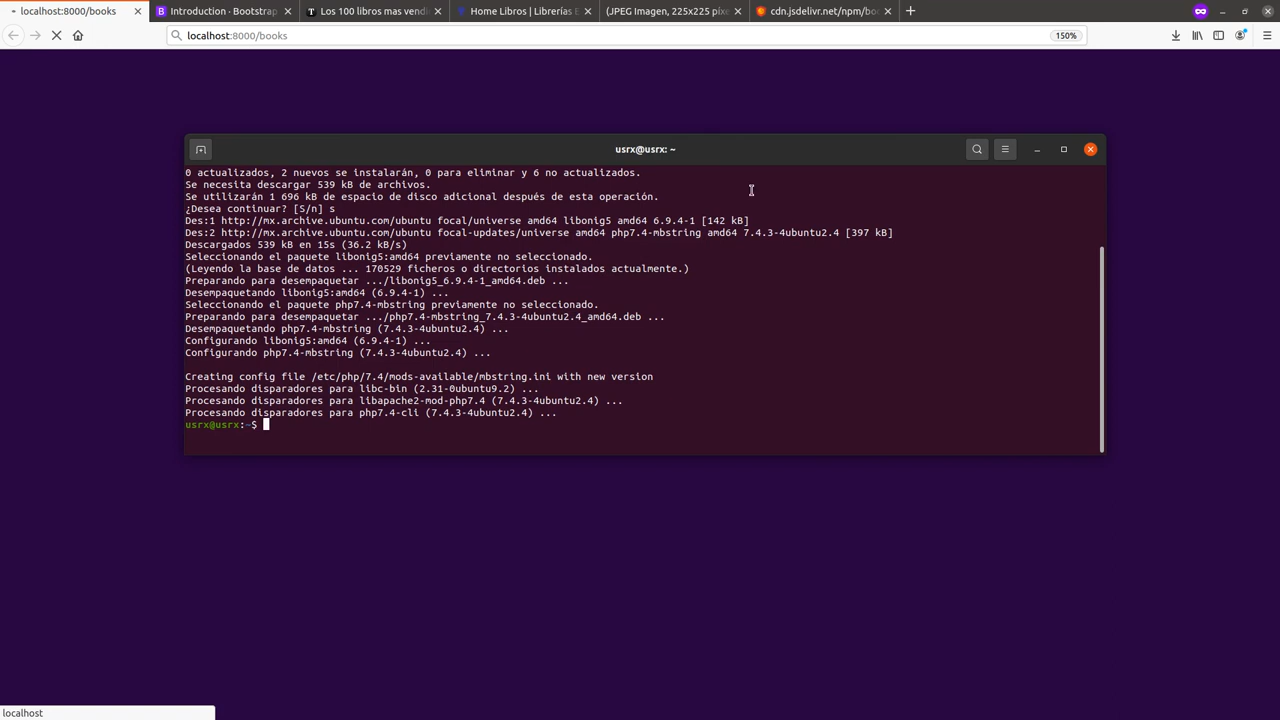 localhost:8000/books
Introduction · Bootstrap
Los 100 libros mas vendi
Home Libros | Librerías E
(JPEG Imagen, 225x225 píxe
cdn.jsdelivr.net/npm/boo
localhost:8000/books
150%
usrx@usrx: ~
0 actualizados, 2 nuevos se instalarán, 0 para eliminar y 6 no actualizados.
Se necesita descargar 539 kB de archivos.
Se utilizarán 1 696 kB de espacio de disco adicional después de esta operación.
¿Desea continuar? [S/n] s
Des:1 http://mx.archive.ubuntu.com/ubuntu focal/universe amd64 libonig5 amd64 6.9.4-1 [142 kB]
Des:2 http://mx.archive.ubuntu.com/ubuntu focal-updates/universe amd64 php7.4-mbstring amd64 7.4.3-4ubuntu2.4 [397 kB]
Descargados 539 kB en 15s (36.2 kB/s)
Seleccionando el paquete libonig5:amd64 previamente no seleccionado.
(Leyendo la base de datos ... 170529 ficheros o directorios instalados actualmente.)
Preparando para desempaquetar .../libonig5_6.9.4-1_amd64.deb ...
Desempaquetando libonig5:amd64 (6.9.4-1) ...
Seleccionando el paquete php7.4-mbstring previamente no seleccionado.
Preparando para desempaquetar .../php7.4-mbstring_7.4.3-4ubuntu2.4_amd64.deb ...
Desempaquetando php7.4-mbstring (7.4.3-4ubuntu2.4) ...
Configurando libonig5:amd64 (6.9.4-1) ...
Configurando php7.4-mbstring (7.4.3-4ubuntu2.4) ...
Creating config file /etc/php/7.4/mods-available/mbstring.ini with new version
Procesando disparadores para libc-bin (2.31-0ubuntu9.2) ...
Procesando disparadores para libapache2-mod-php7.4 (7.4.3-4ubuntu2.4) ...
Procesando disparadores para php7.4-cli (7.4.3-4ubuntu2.4) ...
usrx@usrx:~$
localhost